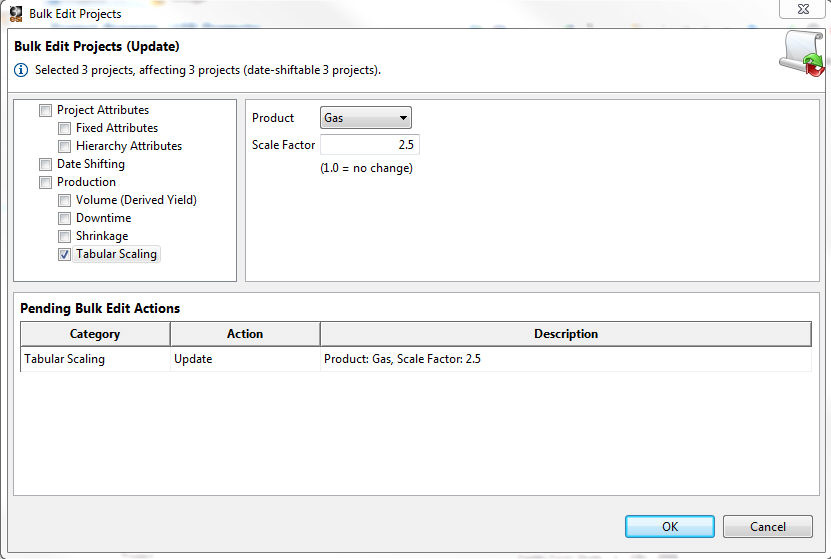 Bulk Edit Projects
Bulk Edit Projects (Update)
Selected 3 projects, affecting 3 projects (date-shiftable 3 projects).
Project Attributes
Fixed Attributes
Hierarchy Attributes
Date Shifting
Production
Volume (Derived Yield)
Downtime
Shrinkage
Tabular Scaling
Product Gas
Scale Factor 2.5
(1.0 = no change)
Pending Bulk Edit Actions
Category Action Description
Tabular Scaling Update Product: Gas, Scale Factor: 2.5
OK Cancel